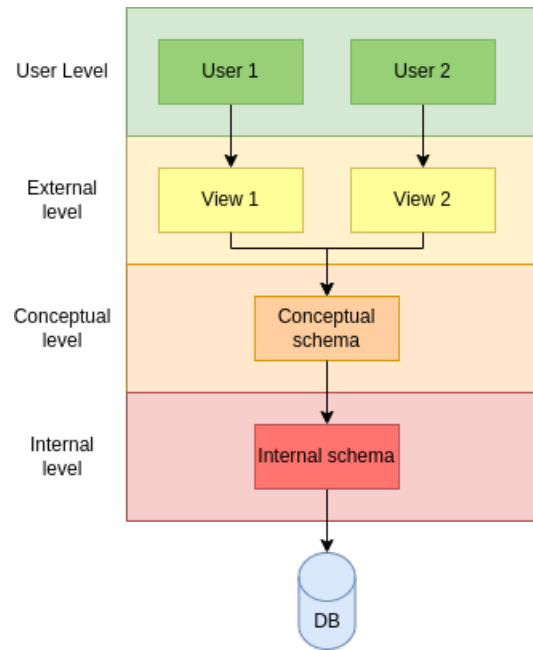 User Level
User 1
User 2
External
level
View 1
View 2
Conceptual
level
Conceptual
schema
Internal
level
Internal schema
DB